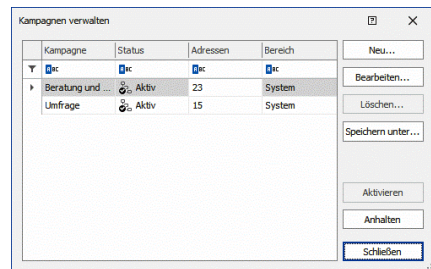 Kampagnen verwalten
Kampagne Status Adressen Bereich
Beratung und ... Aktiv 23 System
Umfrage Aktiv 15 System
Neu...
Bearbeiten...
Löschen...
Speichern unter...
Aktivieren
Anhalten
Schließen